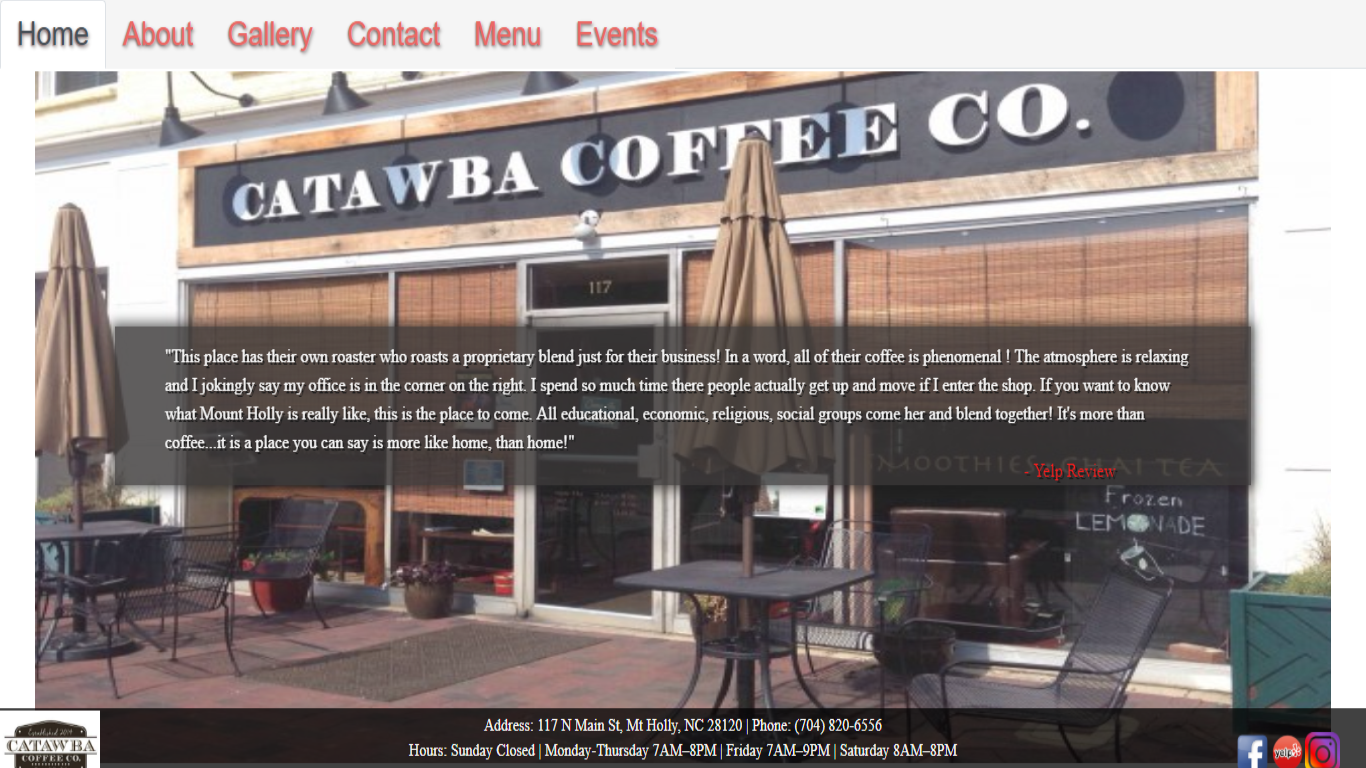 Home About Gallery Contact Menu Events
CATAWBA COFFEE CO.
117
"This place has their own roaster who roasts a proprietary blend just for their business! In a word, all of their coffee is phenomenal ! The atmosphere is relaxing
and I jokingly say my office is in the corner on the right. I spend so much time there people actually get up and move if I enter the shop. If you want to know
what Mount Holly is really like, this is the place to come. All educational, economic, religious, social groups come her and blend together! It's more than
coffee...it is a place you can say is more like home, than home!"
SMOOTHIES CHAI TEA
- Yelp Review
Frozen
LEMONADE
Address: 117 N Main St, Mt Holly, NC 28120 | Phone: (704) 820-6556
Hours: Sunday Closed | Monday-Thursday 7AM–8PM | Friday 7AM–9PM | Saturday 8AM–8PM
Established 2014
CATAWBA
COFFEE CO.
yelp